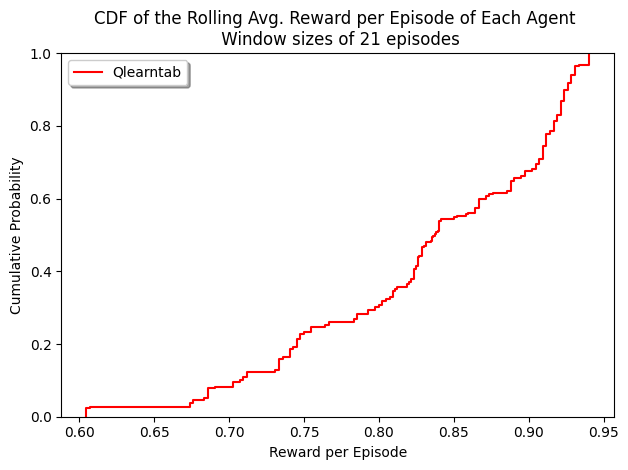 CDF of the Rolling Avg. Reward per Episode of Each Agent
Window sizes of 21 episodes
Qlearntab
1.0
0.8
0.6
0.4
0.2
0.0
Cumulative Probability
0.60 0.65 0.70 0.75 0.80 0.85 0.90 0.95
Reward per Episode